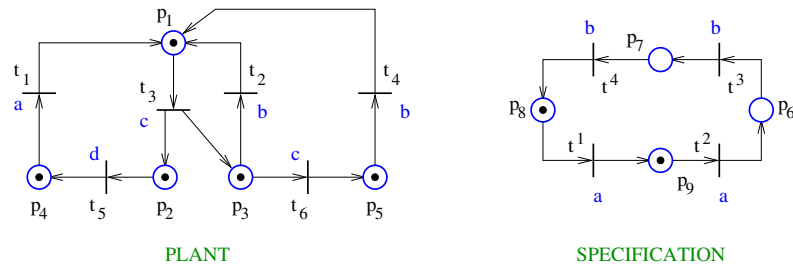 p1
t1
a
t3
c
t2
b
t4
b
d
c
p4
t5
p2
p3
t6
p5
PLANT
b
p7
b
t4
t3
p8
p6
t1
t2
p9
a
a
SPECIFICATION